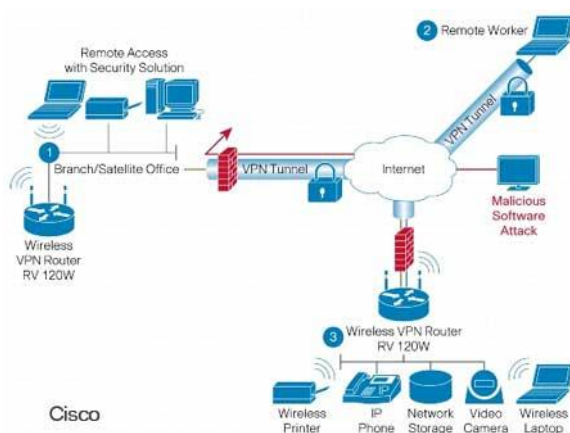 2 Remote Worker
Remote Access
with Security Solution
VPN Tunnel
1
Branch/Satellite Office
VPN Tunnel
Internet
Malicious
Software
Attack
Wireless
VPN Router
RV 120W
3
Wireless VPN Router
RV 120W
IP
Wireless
Printer
IP
Phone
Network
Storage
Video
Camera
Wireless
Laptop
Cisco